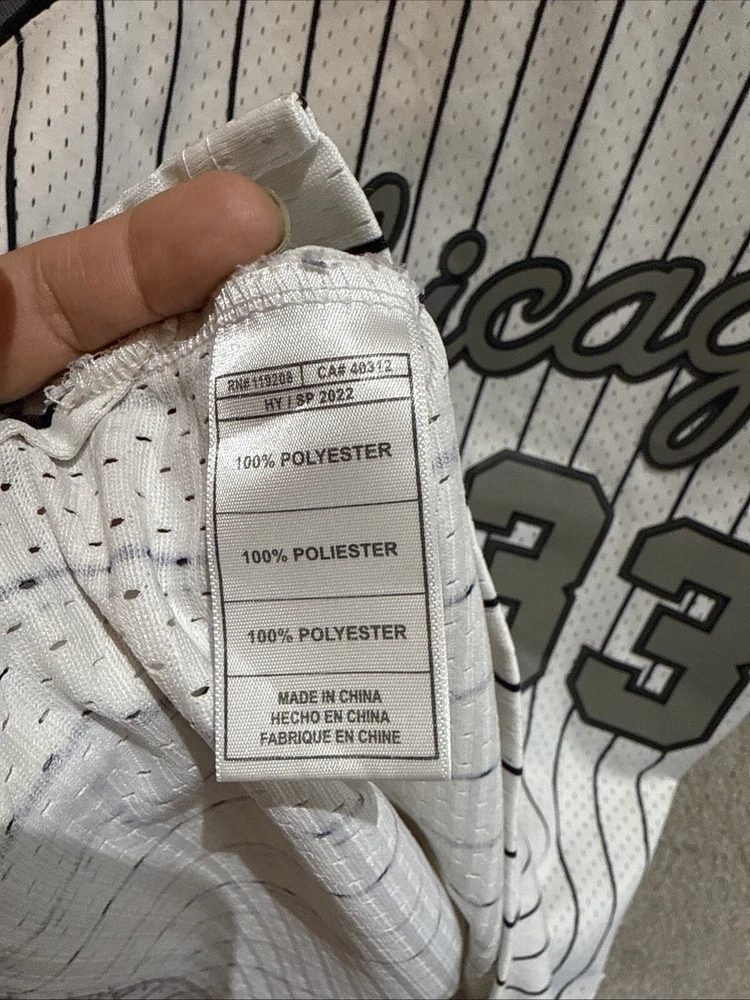 RN# 119208 CA# 40312
HY / SP 2022
100% POLYESTER
100% POLIESTER
100% POLYESTER
MADE IN CHINA
HECHO EN CHINA
FABRIQUE EN CHINE
33